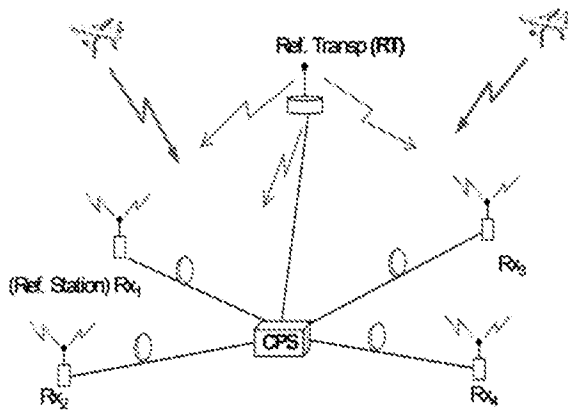 Ref. Transp (RT)
(Ref. Station) Rx₁
Rx₃
CPS
Rx₂
Rx₄